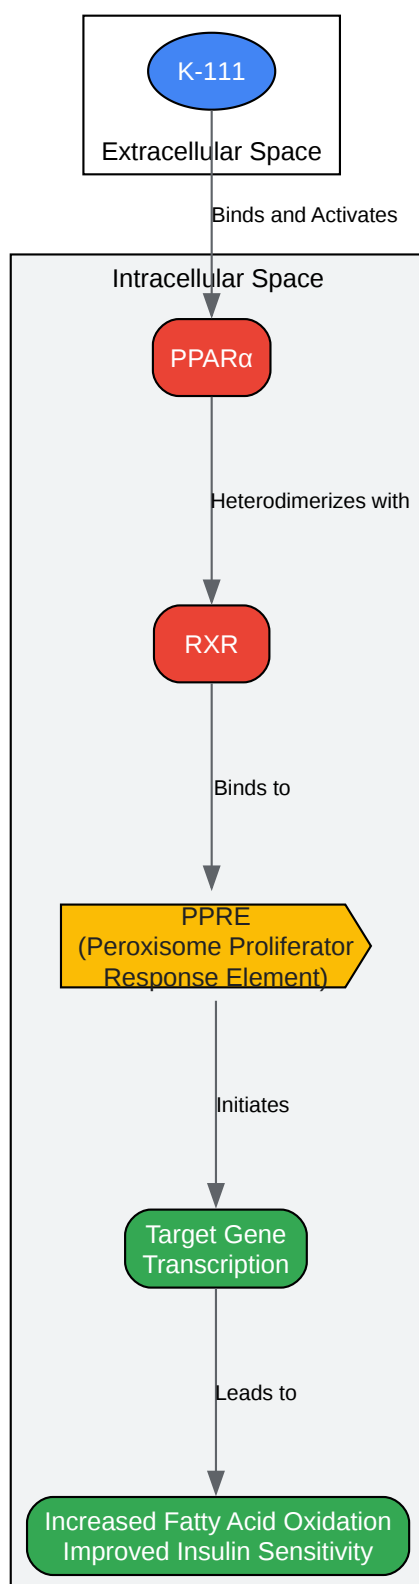 K-111
Extracellular Space
Binds and Activates
Intracellular Space
PPARα
Heterodimerizes with
RXR
Binds to
PPRE
(Peroxisome Proliferator
Response Element)
Initiates
Target Gene
Transcription
Leads to
Increased Fatty Acid Oxidation
Improved Insulin Sensitivity